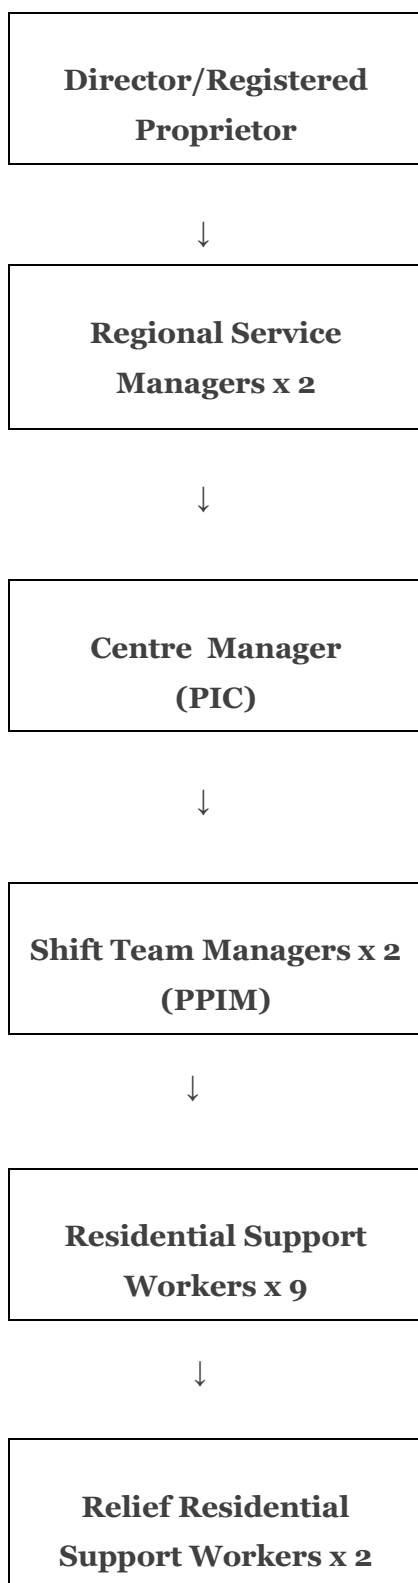 Director/Registered
Proprietor
↓
Regional Service
Managers x 2
↓
Centre Manager
(PIC)
↓
Shift Team Managers x 2
(PPIM)
↓
Residential Support
Workers x 9
↓
Relief Residential
Support Workers x 2